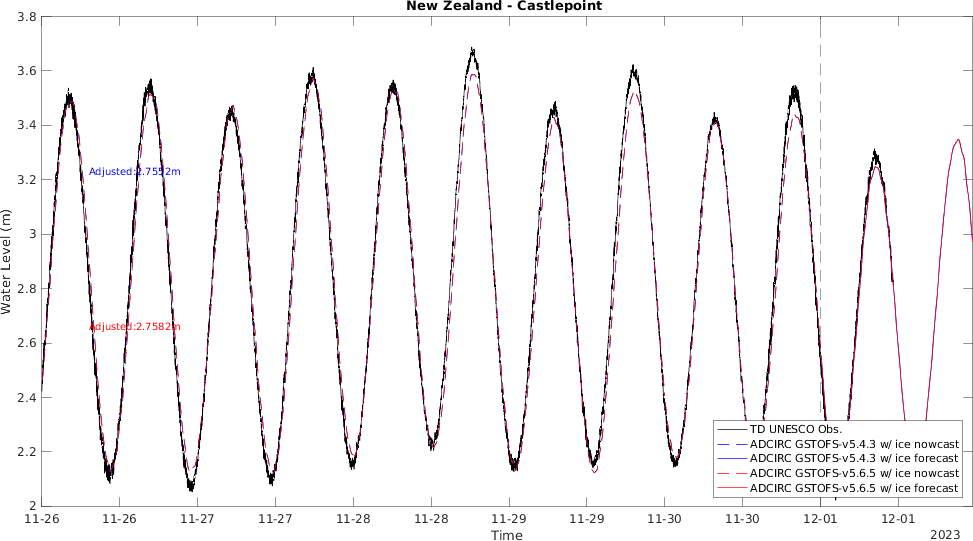 New Zealand - Castlepoint
3.8
3.6
3.4
3.2
3
2.8
2.6
2.4
2.2
2
Water Level (m)
Adjusted:2.7552m
Adjusted:2.7582m
TD UNESCO Obs.
ADCIRC GSTOFS-v5.4.3 w/ ice nowcast
ADCIRC GSTOFS-v5.4.3 w/ ice forecast
ADCIRC GSTOFS-v5.6.5 w/ ice nowcast
ADCIRC GSTOFS-v5.6.5 w/ ice forecast
11-26 11-26 11-27 11-27 11-28 11-28 11-29 11-29 11-30 11-30 12-01 12-01
Time
2023